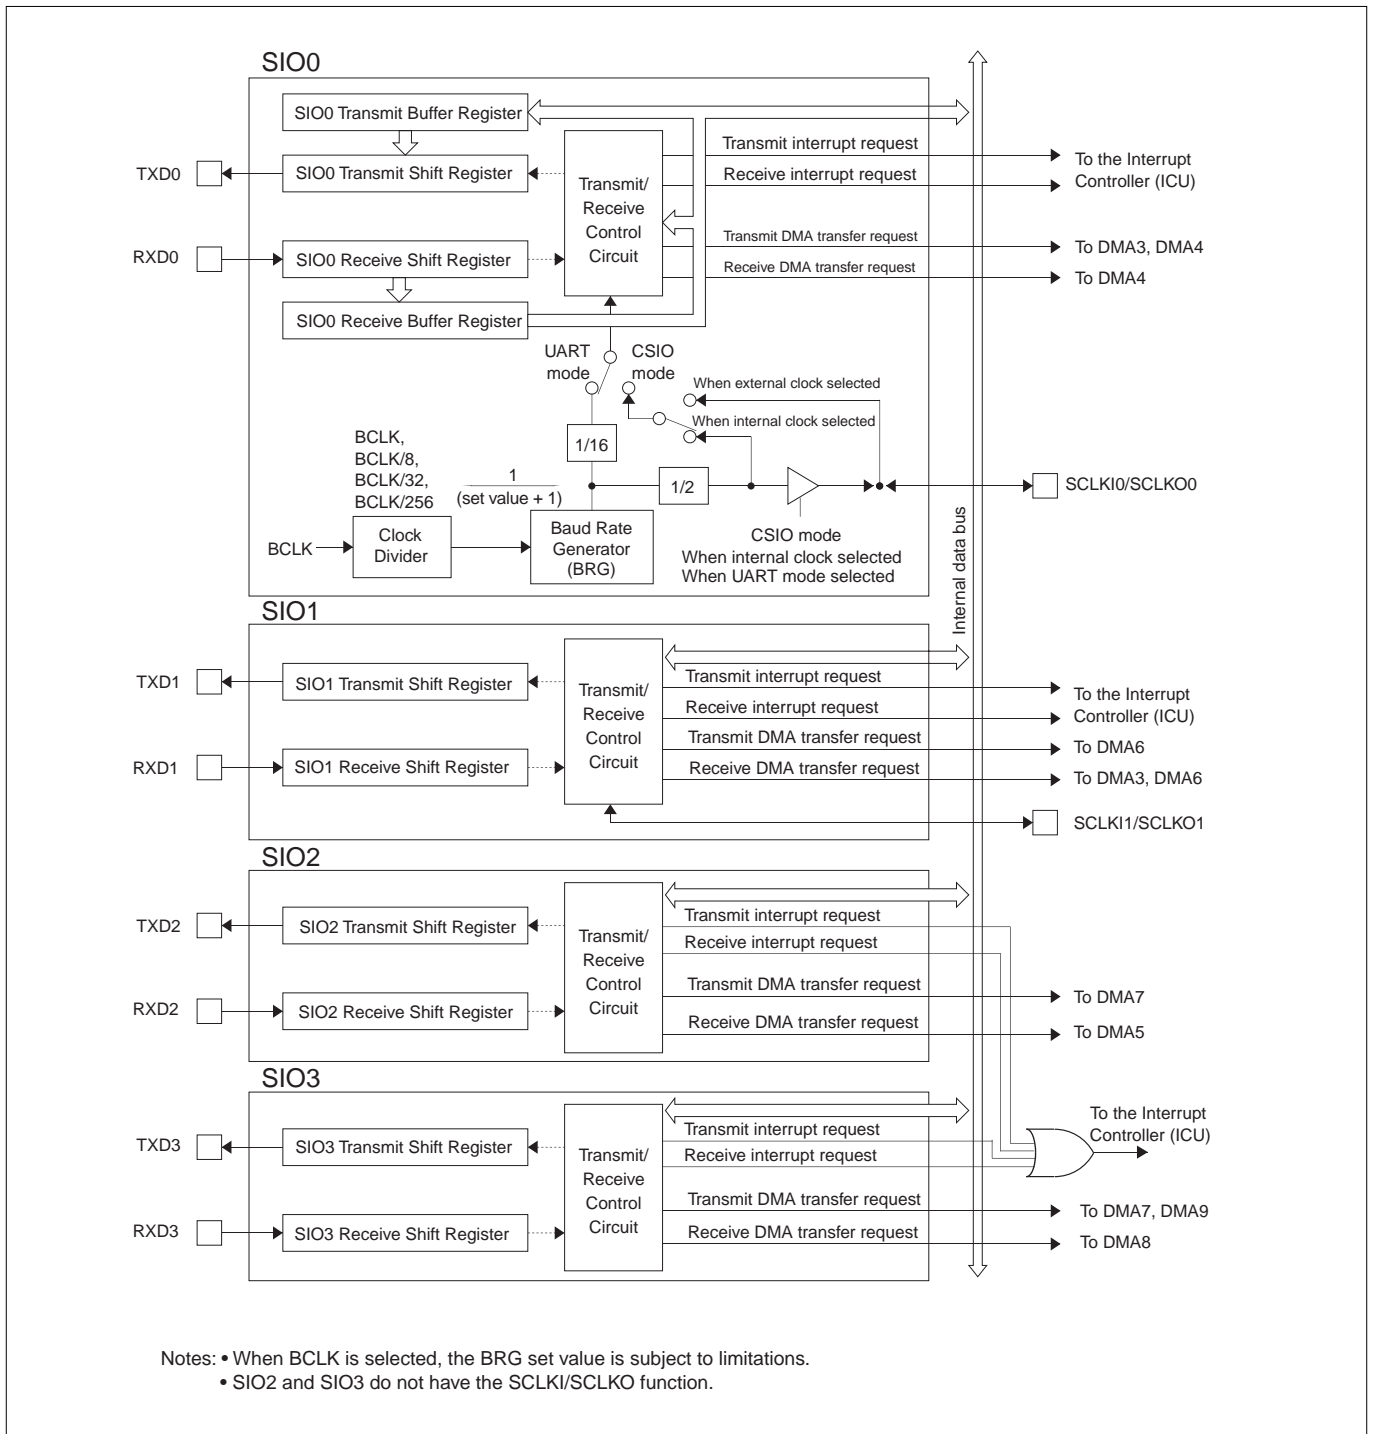 SIO0
SIO0 Transmit Buffer Register
TXD0
SIO0 Transmit Shift Register
Transmit/
Receive
Control
Circuit
Transmit interrupt request
Receive interrupt request
To the Interrupt
Controller (ICU)
RXD0
SIO0 Receive Shift Register
Transmit DMA transfer request
To DMA3, DMA4
Receive DMA transfer request
To DMA4
SIO0 Receive Buffer Register
UART
mode
CSIO
mode
When external clock selected
When internal clock selected
1/16
BCLK,
BCLK/8,
BCLK/32,
BCLK/256
1
(set value + 1)
1/2
SCLKI0/SCLKO0
BCLK
Clock
Divider
Baud Rate
Generator
(BRG)
CSIO mode
When internal clock selected
When UART mode selected
Internal data bus
SIO1
TXD1
SIO1 Transmit Shift Register
Transmit/
Receive
Control
Circuit
Transmit interrupt request
Receive interrupt request
To the Interrupt
Controller (ICU)
Transmit DMA transfer request
To DMA6
RXD1
SIO1 Receive Shift Register
Receive DMA transfer request
To DMA3, DMA6
SCLKI1/SCLKO1
SIO2
TXD2
SIO2 Transmit Shift Register
Transmit/
Receive
Control
Circuit
Transmit interrupt request
Receive interrupt request
RXD2
SIO2 Receive Shift Register
Transmit DMA transfer request
To DMA7
Receive DMA transfer request
To DMA5
SIO3
TXD3
SIO3 Transmit Shift Register
Transmit/
Receive
Control
Circuit
Transmit interrupt request
Receive interrupt request
To the Interrupt
Controller (ICU)
RXD3
SIO3 Receive Shift Register
Transmit DMA transfer request
To DMA7, DMA9
Receive DMA transfer request
To DMA8
Notes: • When BCLK is selected, the BRG set value is subject to limitations.
• SIO2 and SIO3 do not have the SCLKI/SCLKO function.